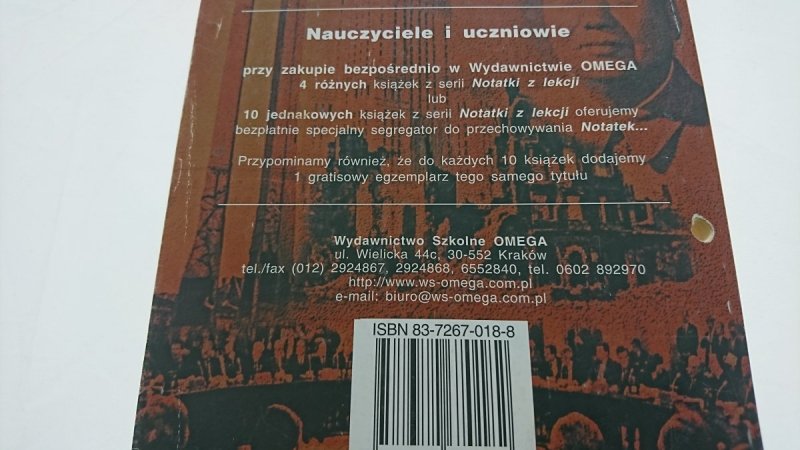 Nauczyciele i uczniowie
przy zakupie bezpośrednio w Wydawnictwie OMEGA
4 różnych książek z serii Notatki z lekcji
lub
10 jednakowych książek z serii Notatki z lekcji oferujemy
bezpłatnie specjalny segregator do przechowywania Notatek...
Przypominamy również, że do każdych 10 książek dodajemy
1 gratisowy egzemplarz tego samego tytułu
Wydawnictwo Szkolne OMEGA
ul. Wielicka 44c, 30-552 Kraków
tel./fax (012) 2924867, 2924868, 6552840, tel. 0602 892970
http://www.ws-omega.com.pl
e-mail: biuro@ws-omega.com.pl
ISBN 83-7267-018-8